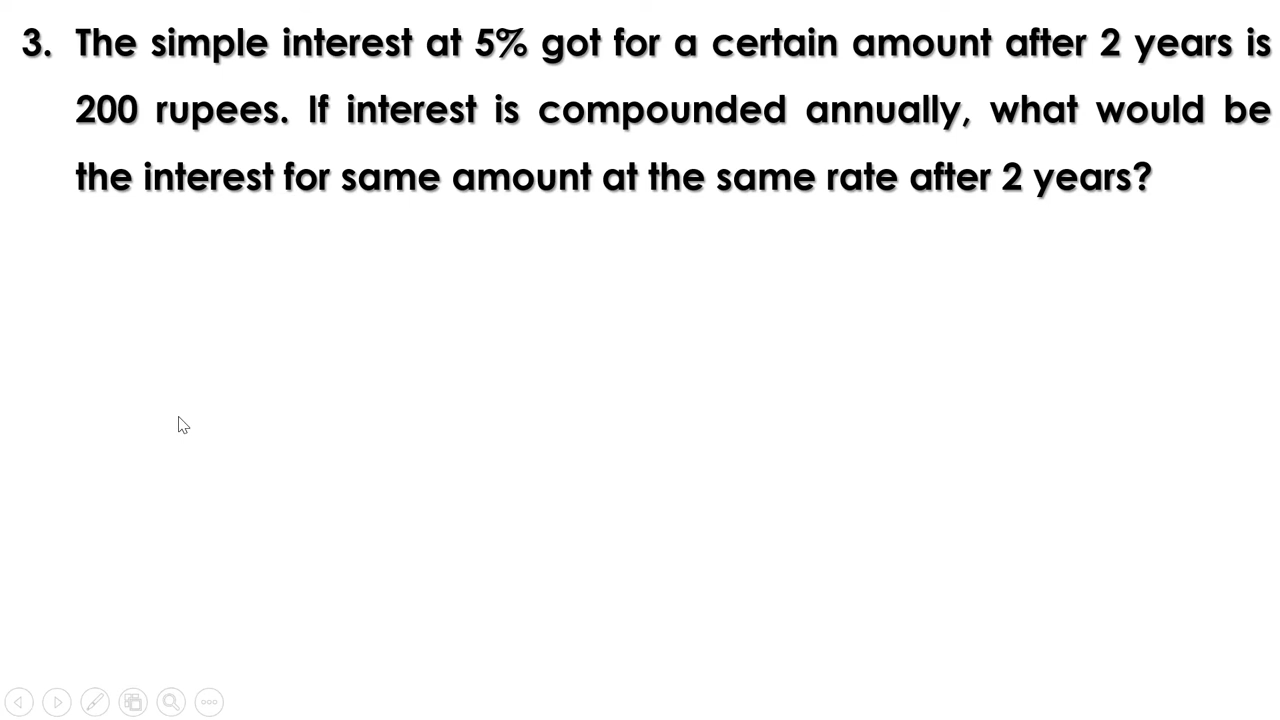 3. The simple interest at 5% got for a certain amount after 2 years is
200 rupees. If interest is compounded annually, what would be
the interest for same amount at the same rate after 2 years?